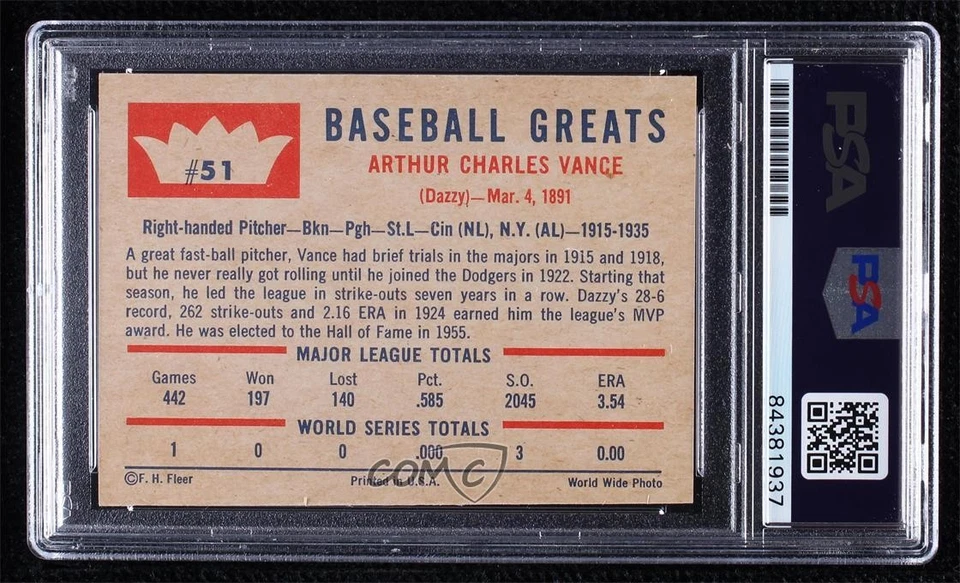 #51
BASEBALL GREATS
ARTHUR CHARLES VANCE
(Dazzy)—Mar. 4, 1891
Right-handed Pitcher—Bkn—Pgh—St.L—Cin (NL), N.Y. (AL)—1915-1935
A great fast-ball pitcher, Vance had brief trials in the majors in 1915 and 1918,
but he never really got rolling until he joined the Dodgers in 1922. Starting that
season, he led the league in strike-outs seven years in a row. Dazzy's 28-6
record, 262 strike-outs and 2.16 ERA in 1924 earned him the league's MVP
award. He was elected to the Hall of Fame in 1955.
MAJOR LEAGUE TOTALS
Games Won Lost Pct. S.O. ERA
442 197 140 .585 2045 3.54
WORLD SERIES TOTALS
1 0 0 .000 3 0.00
©F. H. Fleer Printed in U.S.A. World Wide Photo
COMC
PSA
PSA
84381937